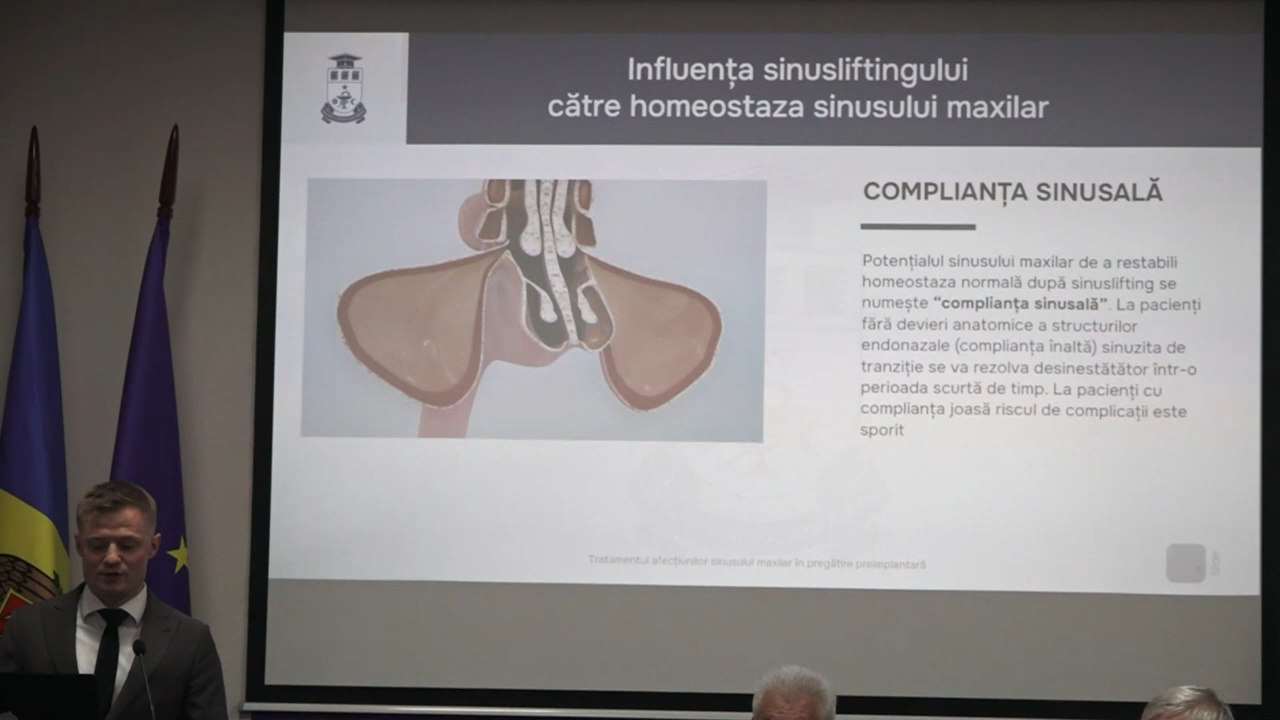 Influența sinusliftingului
către homeostaza sinusului maxilar
COMPLIANȚA SINUSALĂ
Potențialul sinusului maxilar de a restabili
homeostaza normală după sinuslifting se
numește “complianța sinusală”. La pacienți
fără devieri anatomice a structurilor
endonazale (complianța înaltă) sinuzita de
tranziție se va rezolva desinestătător într-o
perioada scurtă de timp. La pacienți cu
complianța joasă riscul de complicații este
sporit
Tratamentul afecțiunilor sinusului maxilar în pregătire preimplantară
Slide